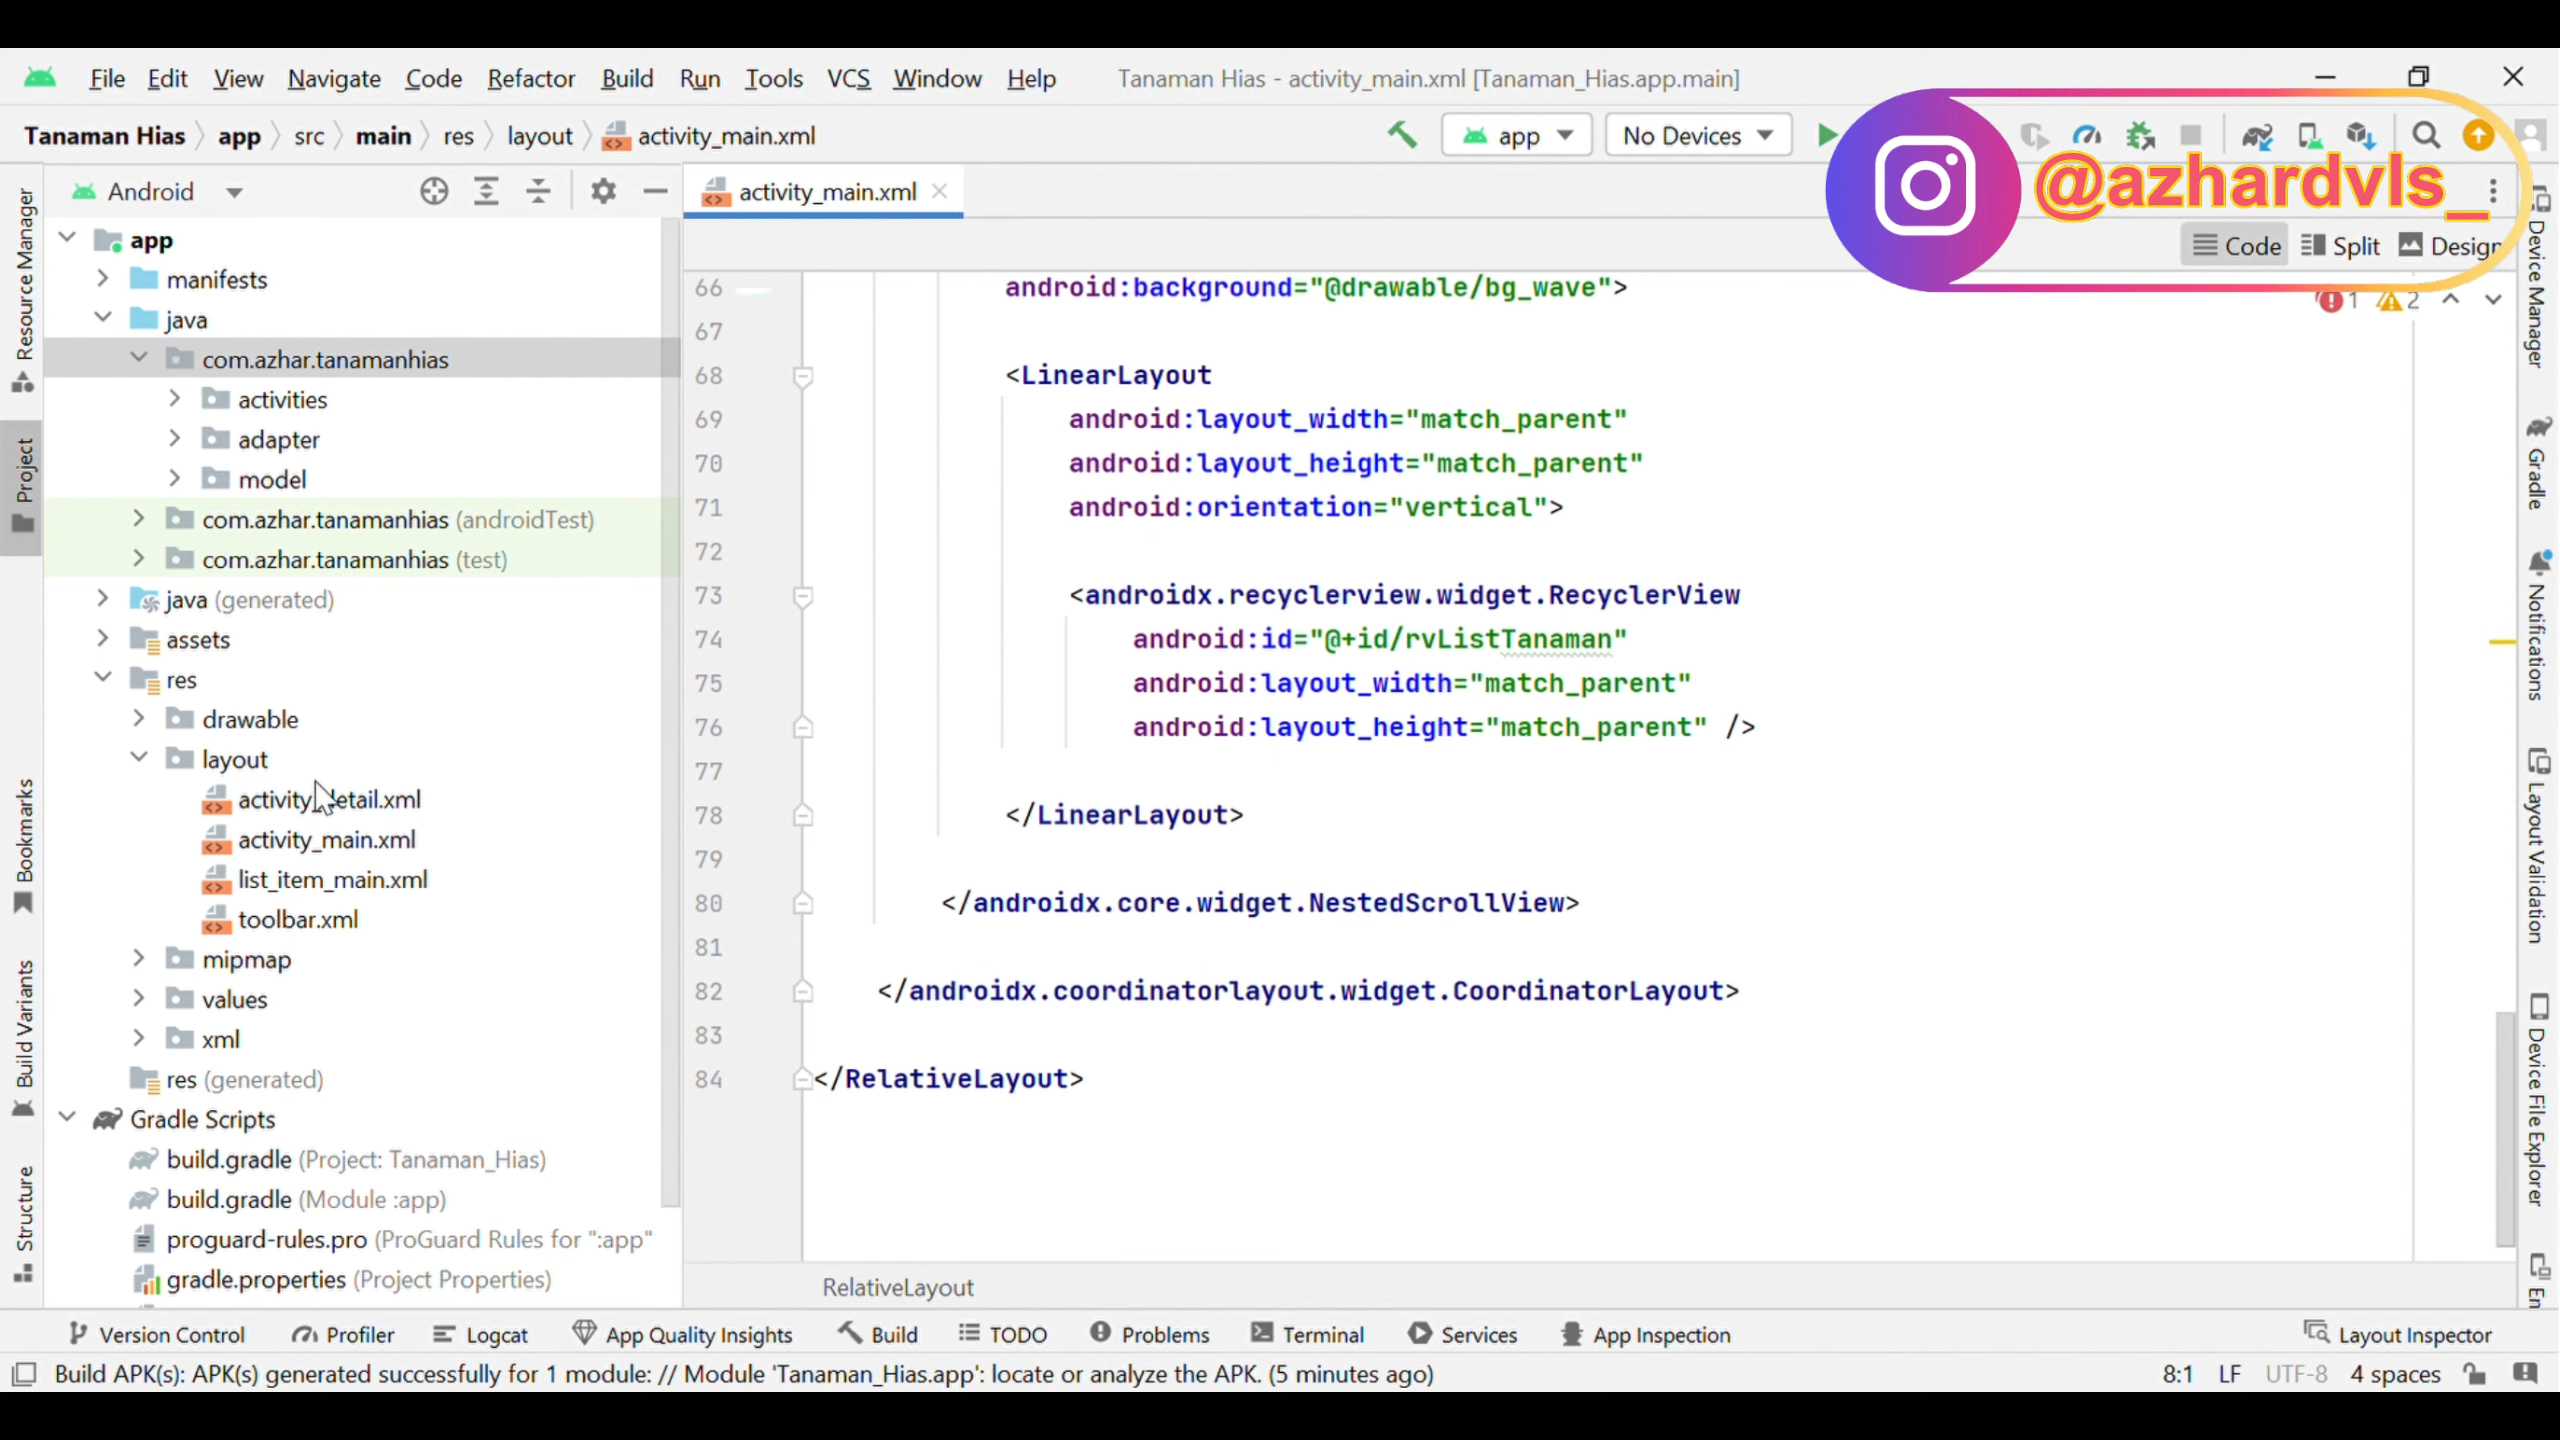 File Edit View Navigate Code Refactor Build Run Tools VCS Window Help Tanaman Hias - activity_main.xml [Tanaman_Hias.app.main]
Tanaman Hias app src main res layout activity_main.xml app No Devices
@azhardvls_
Android activity_main.xml
Code Split Design
1 2
Resource Manager
Project
Bookmarks
Build Variants
Structure
app
manifests
java
com.azhar.tanamanhias
activities
adapter
model
com.azhar.tanamanhias (androidTest)
com.azhar.tanamanhias (test)
java (generated)
assets
res
drawable
layout
activity_detail.xml
activity_main.xml
list_item_main.xml
toolbar.xml
mipmap
values
xml
res (generated)
Gradle Scripts
build.gradle (Project: Tanaman_Hias)
build.gradle (Module :app)
proguard-rules.pro (ProGuard Rules for ":app"
gradle.properties (Project Properties)
66 android:background="@drawable/bg_wave">
67
68 <LinearLayout
69 android:layout_width="match_parent"
70 android:layout_height="match_parent"
71 android:orientation="vertical">
72
73 <androidx.recyclerview.widget.RecyclerView
74 android:id="@+id/rvListTanaman"
75 android:layout_width="match_parent"
76 android:layout_height="match_parent" />
77
78 </LinearLayout>
79
80 </androidx.core.widget.NestedScrollView>
81
82 </androidx.coordinatorlayout.widget.CoordinatorLayout>
83
84 </RelativeLayout>
RelativeLayout
Device Manager
Gradle
Notifications
Layout Validation
Device File Explorer
En
Version Control Profiler Logcat App Quality Insights Build TODO Problems Terminal Services App Inspection Layout Inspector
Build APK(s): APK(s) generated successfully for 1 module: // Module 'Tanaman_Hias.app': locate or analyze the APK. (5 minutes ago) 8:1 LF UTF-8 4 spaces